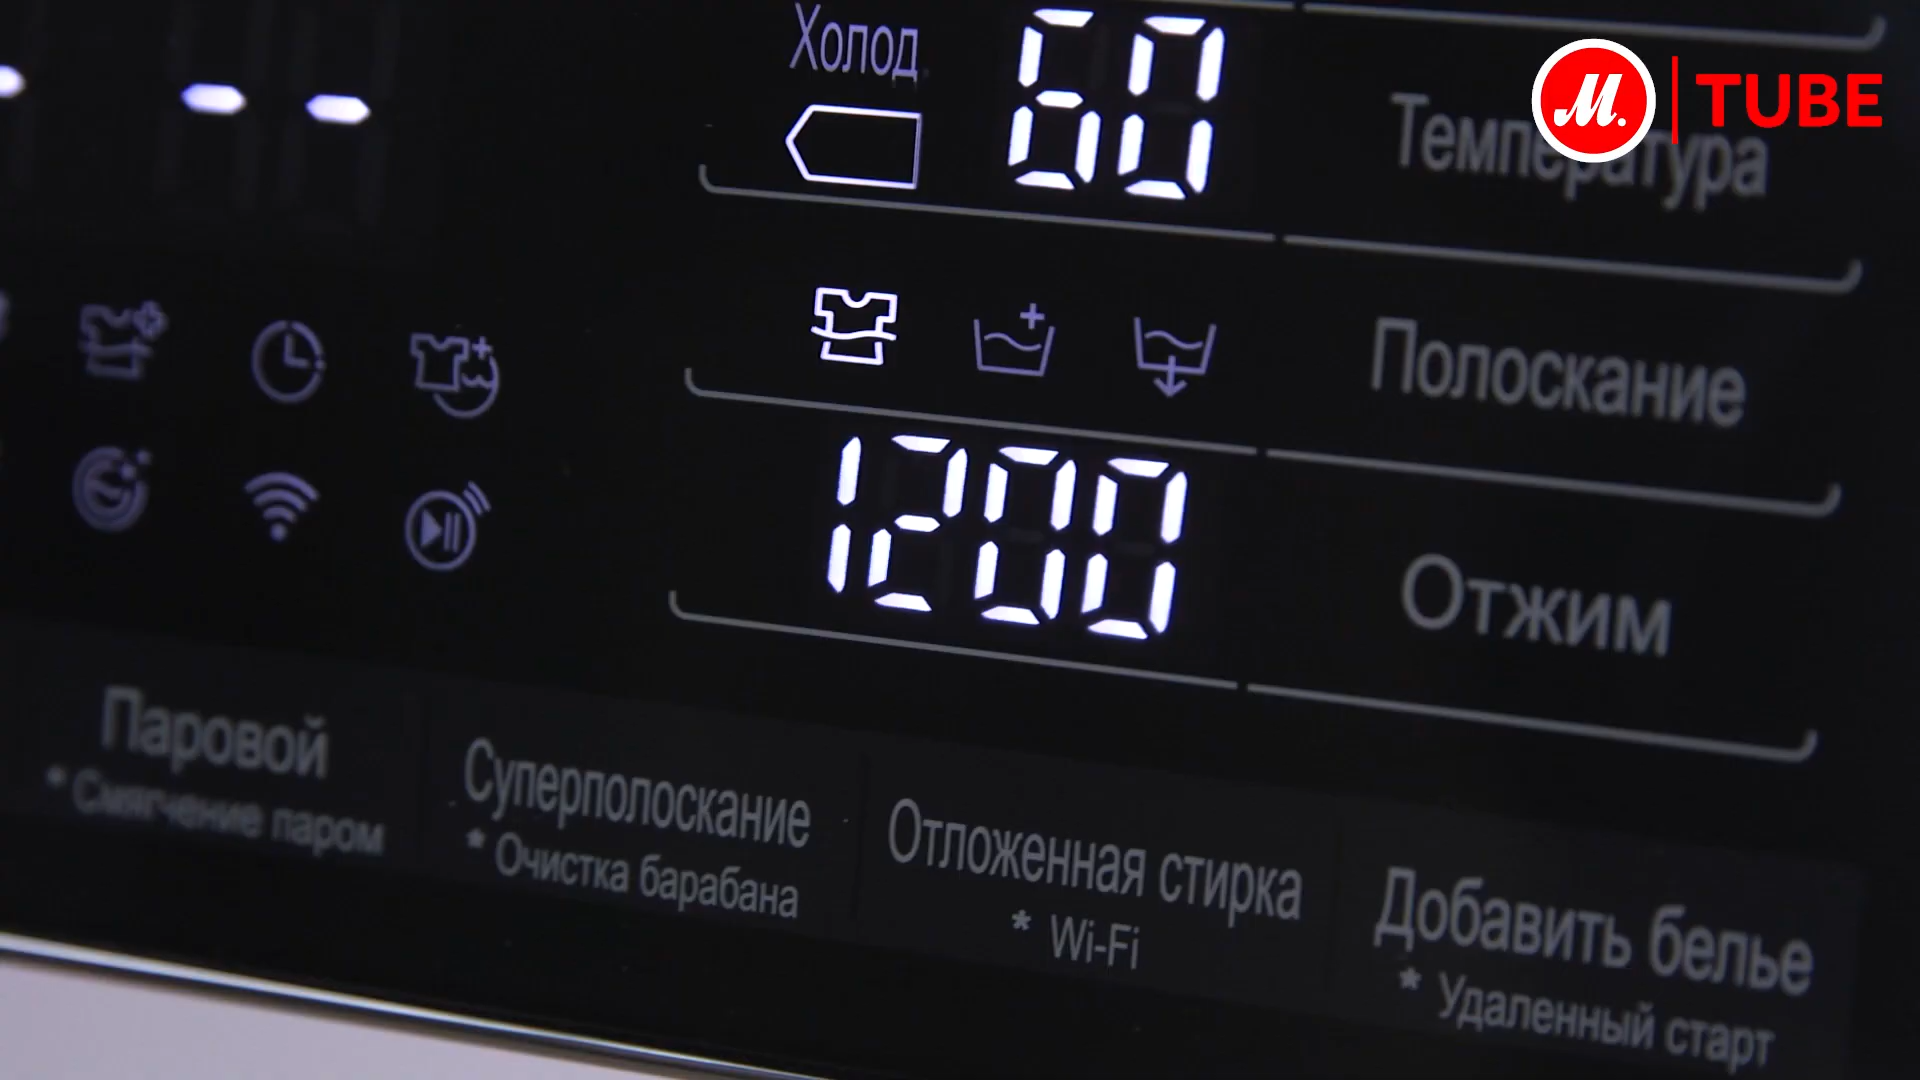 Холод
60
Температура
M. TUBE
Полоскание
1200
Отжим
Паровой
* Смягчение паром
Суперполоскание
* Очистка барабана
Отложенная стирка
* Wi-Fi
Добавить белье
* Удаленный старт